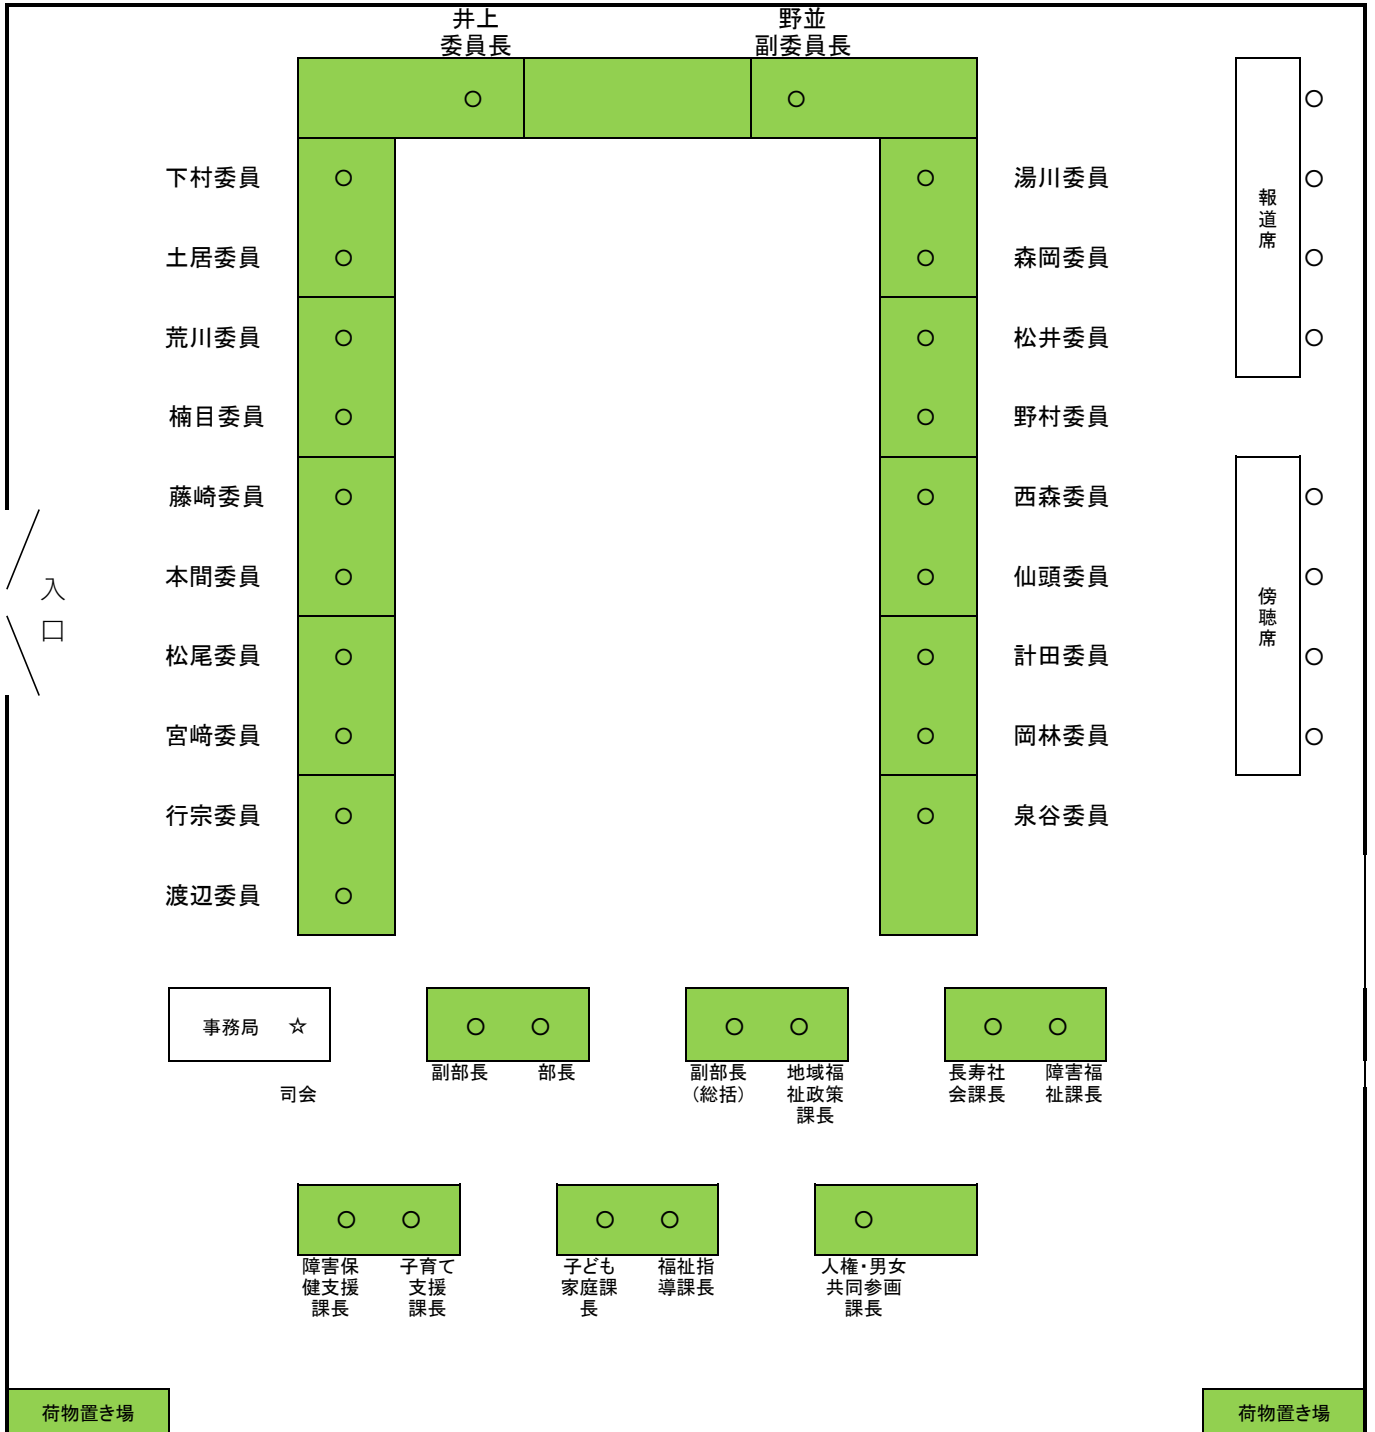 井上
委員長
野並
副委員長
下村委員
湯川委員
土居委員
森岡委員
荒川委員
松井委員
楠目委員
野村委員
藤崎委員
西森委員
本間委員
仙頭委員
松尾委員
計田委員
宮﨑委員
岡林委員
行宗委員
泉谷委員
渡辺委員
報道席
傍聴席
入口
事務局 ☆
司会
副部長
部長
副部長
（総括）
地域福
祉政策
課長
長寿社
会課長
障害福
祉課長
障害保
健支援
課長
子育て
支援
課長
子ども
家庭課
長
福祉指
導課長
人権・男女
共同参画
課長
荷物置き場
荷物置き場